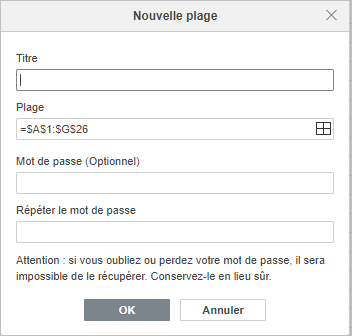 Nouvelle plage
Titre
Plage
=$A$1:$G$26
Mot de passe (Optionnel)
Répéter le mot de passe
Attention : si vous oubliez ou perdez votre mot de passe, il sera
impossible de le récupérer. Conservez-le en lieu sûr.
OK
Annuler